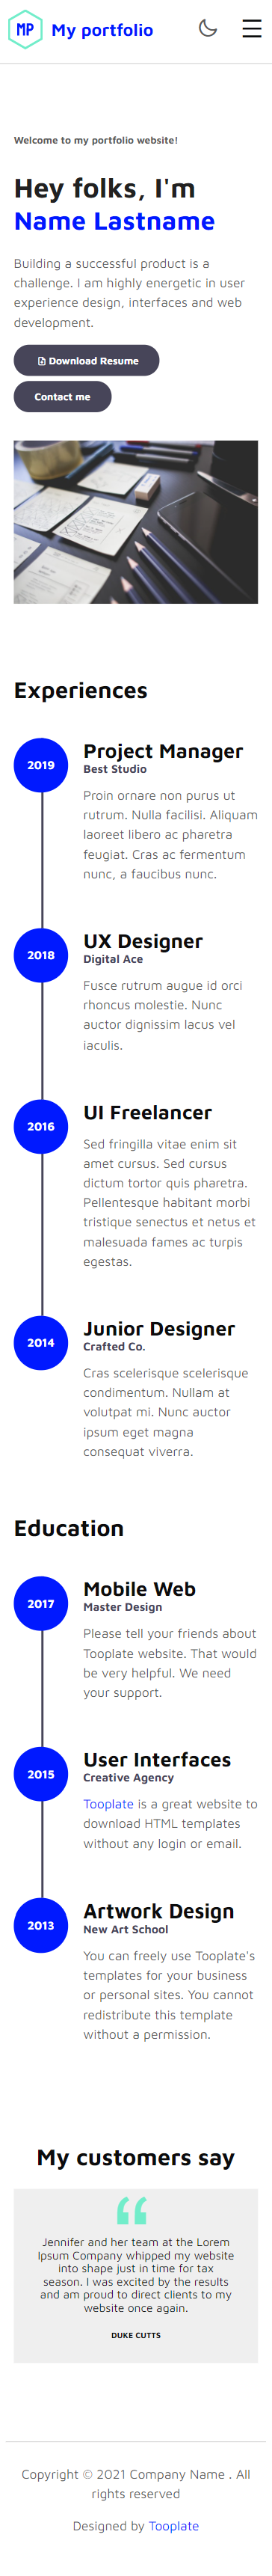 MP My portfolio
Welcome to my portfolio website!
Hey folks, I'm
Name Lastname
Building a successful product is a
challenge. I am highly energetic in user
experience design, interfaces and web
development.
Download Resume
Contact me
Experiences
2019
Project Manager
Best Studio
Proin ornare non purus ut
rutrum. Nulla facilisi. Aliquam
laoreet libero ac pharetra
feugiat. Cras ac fermentum
nunc, a faucibus nunc.
2018
UX Designer
Digital Ace
Fusce rutrum augue id orci
rhoncus molestie. Nunc
auctor dignissim lacus vel
iaculis.
2016
UI Freelancer
Sed fringilla vitae enim sit
amet cursus. Sed cursus
dictum tortor quis pharetra.
Pellentesque habitant morbi
tristique senectus et netus et
malesuada fames ac turpis
egestas.
2014
Junior Designer
Crafted Co.
Cras scelerisque scelerisque
condimentum. Nullam at
volutpat mi. Nunc auctor
ipsum eget magna
consequat viverra.
Education
2017
Mobile Web
Master Design
Please tell your friends about
Tooplate website. That would
be very helpful. We need
your support.
2015
User Interfaces
Creative Agency
Tooplate is a great website to
download HTML templates
without any login or email.
2013
Artwork Design
New Art School
You can freely use Tooplate's
templates for your business
or personal sites. You cannot
redistribute this template
without a permission.
My customers say
Jennifer and her team at the Lorem
Ipsum Company whipped my website
into shape just in time for tax
season. I was excited by the results
and am proud to direct clients to my
website once again.
DUKE CUTTS
Copyright © 2021 Company Name . All
rights reserved
Designed by Tooplate